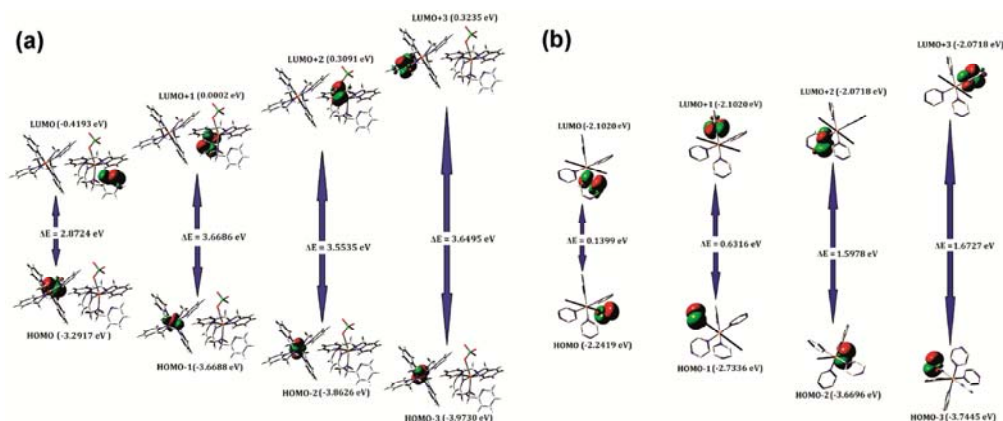 (a)
LUMO+3 (0.3235 eV)
LUMO+2 (0.3091 eV)
LUMO+1 (0.0002 eV)
LUMO (-0.4193 eV)
ΔE = 2.8724 eV
ΔE = 3.6686 eV
ΔE = 3.5535 eV
ΔE = 3.6495 eV
HOMO (-3.2917 eV)
HOMO-1 (-3.6688 eV)
HOMO-2 (-3.8626 eV)
HOMO-3 (-3.9730 eV)
(b)
LUMO+3 (-2.0718 eV)
LUMO+2 (-2.0718 eV)
LUMO+1 (-2.1020 eV)
LUMO (-2.1020 eV)
ΔE = 0.1399 eV
ΔE = 0.6316 eV
ΔE = 1.5978 eV
ΔE = 1.6727 eV
HOMO (-2.2419 eV)
HOMO-1 (-2.7336 eV)
HOMO-2 (-3.6696 eV)
HOMO-3 (-3.7445 eV)